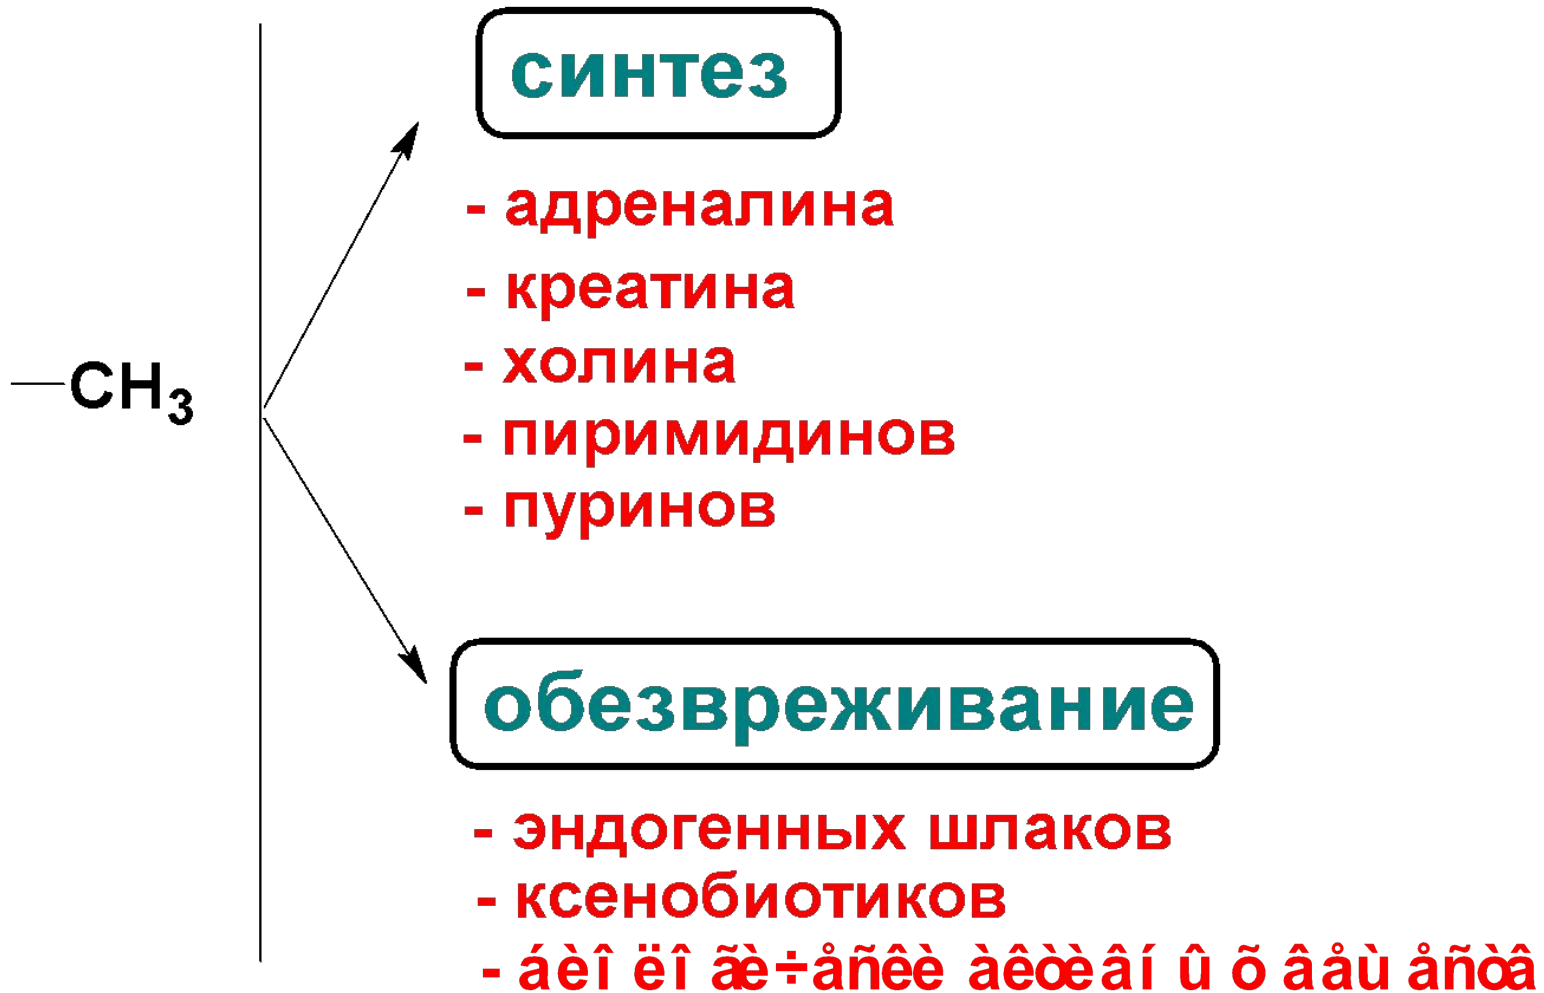 синтез
- адреналина
- креатина
- холина
- пиримидинов
- пуринов
—CH3
обезвреживание
- эндогенных шлаков
- ксенобиотиков
- áèî ëî ãè÷åñêè àêòèâí û õ âåù åñòâ